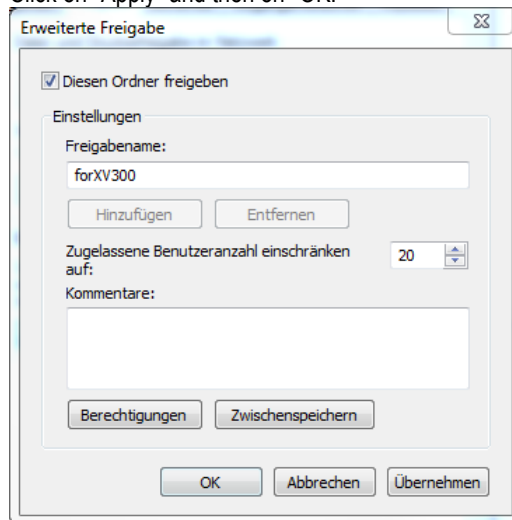 Click on "Apply" and then on "OK.
Erweiterte Freigabe
Diesen Ordner freigeben
Einstellungen
Freigabename:
forXV300
Hinzufügen Entfernen
Zugelassene Benutzeranzahl einschränken auf: 20
Kommentare:
Berechtigungen Zwischenspeichern
OK Abbrechen Übernehmen